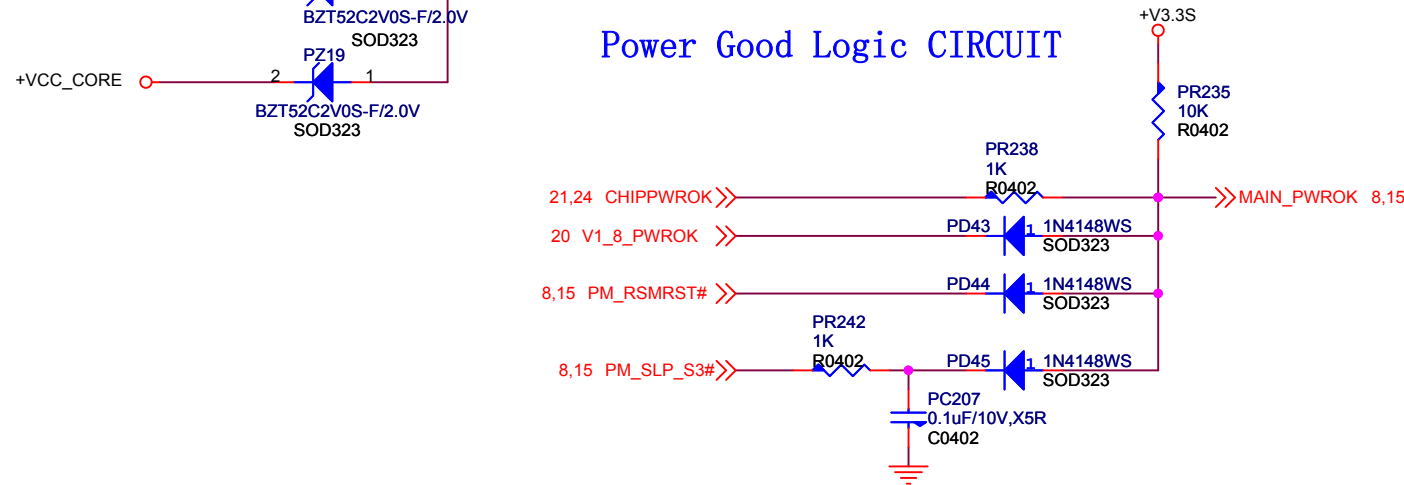 BZT52C2V0S-F/2.0V
SOD323
PZ19
+VCC_CORE
2
1
BZT52C2V0S-F/2.0V
SOD323
Power Good Logic CIRCUIT
+V3.3S
PR235
10K
R0402
PR238
1K
R0402
21,24 CHIPPWROK
MAIN_PWROK 8,15
20 V1_8_PWROK
PD43
1
1N4148WS
SOD323
8,15 PM_RSMRST#
PD44
1
1N4148WS
SOD323
PR242
1K
R0402
8,15 PM_SLP_S3#
PD45
1
1N4148WS
SOD323
PC207
0.1uF/10V,X5R
C0402